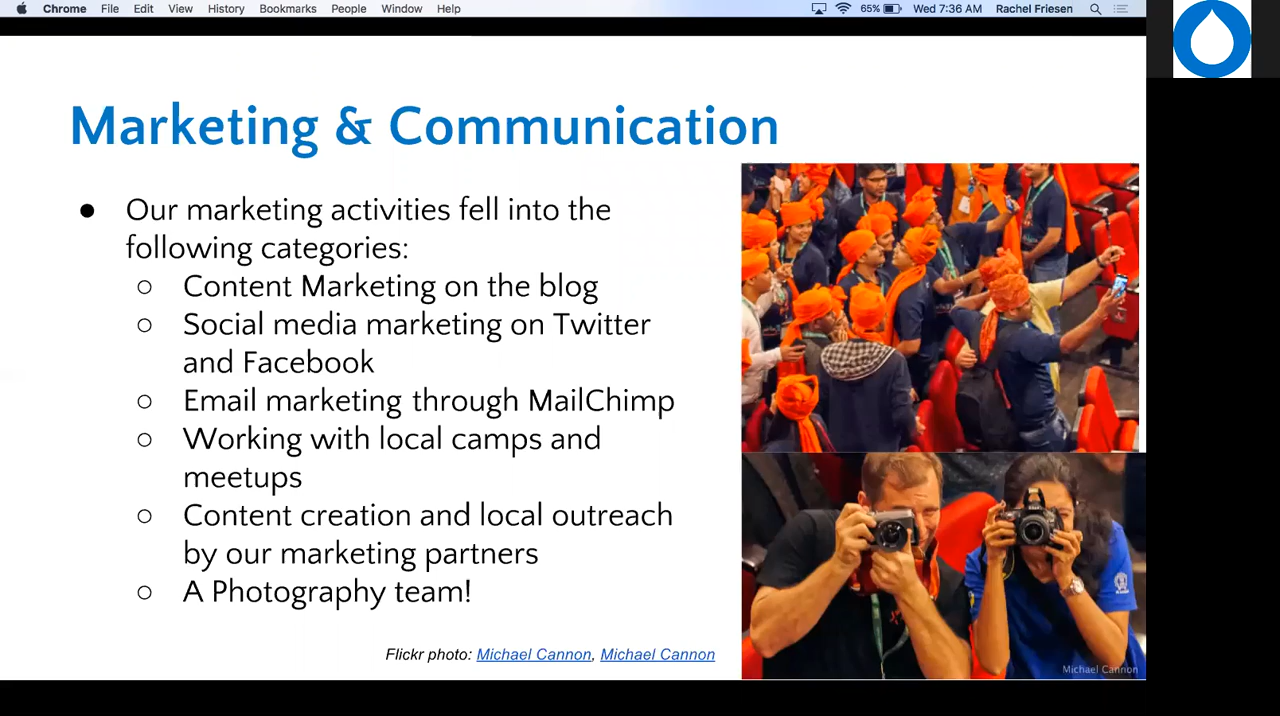 Chrome File Edit View History Bookmarks People Window Help 65% Wed 7:36 AM Rachel Friesen
Marketing & Communication
● Our marketing activities fell into the
following categories:
○ Content Marketing on the blog
○ Social media marketing on Twitter
and Facebook
○ Email marketing through MailChimp
○ Working with local camps and
meetups
○ Content creation and local outreach
by our marketing partners
○ A Photography team!
Flickr photo: Michael Cannon, Michael Cannon
Michael Cannon